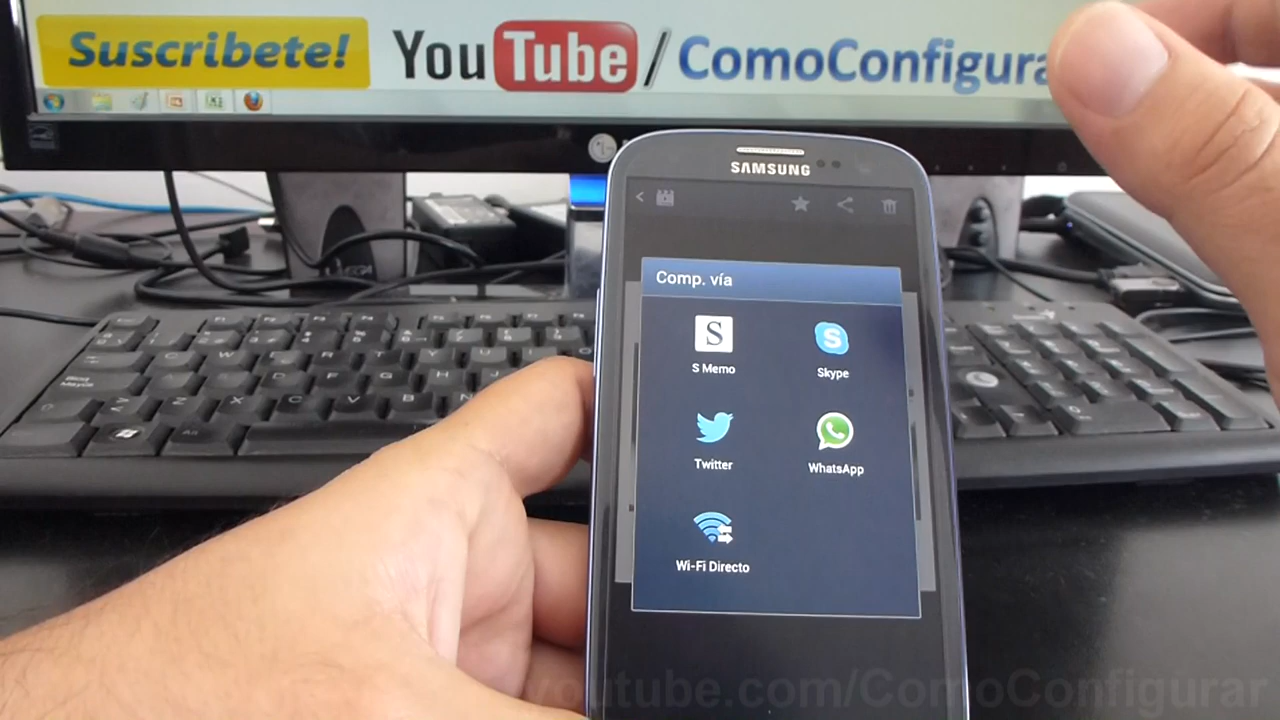 Suscribete!
YouTube / ComoConfigura
SAMSUNG
Comp. vía
S Memo
Skype
Twitter
WhatsApp
Wi-Fi Directo
youtube.com/ComoConfigurar